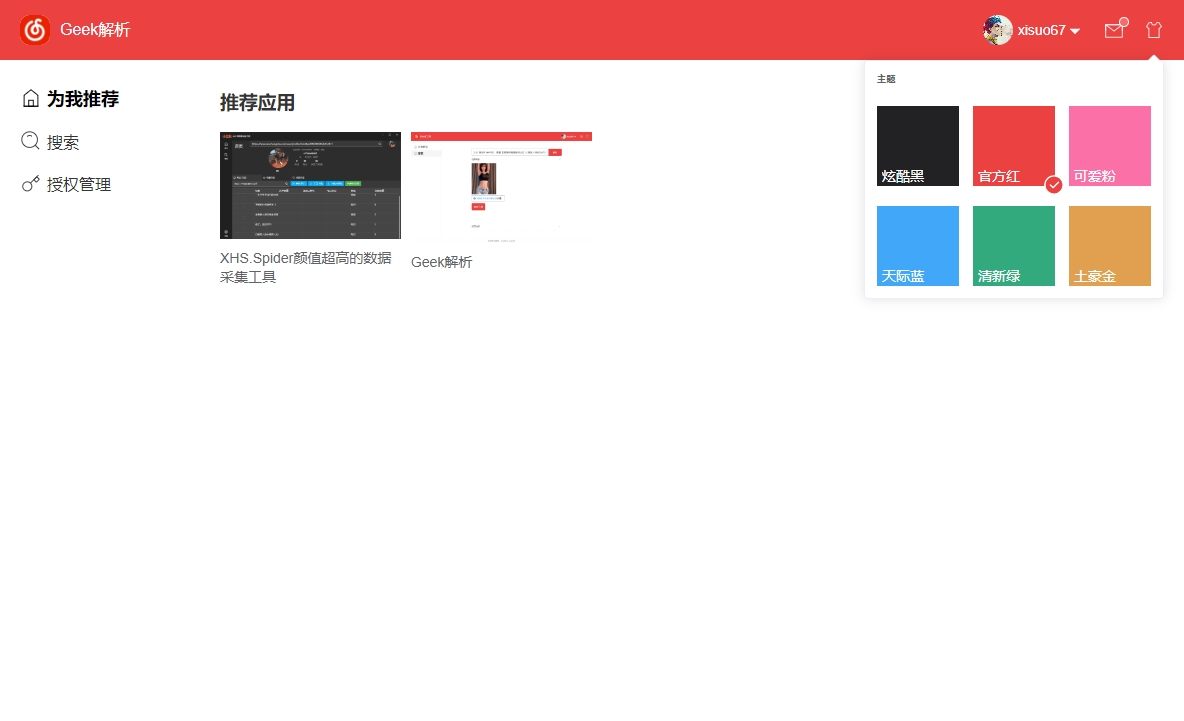 Geek解析
xisuo67
为我推荐
搜索
授权管理
推荐应用
XHS.Spider颜值超高的数据
采集工具
Geek解析
主题
炫酷黑
官方红
可爱粉
天际蓝
清新绿
土豪金